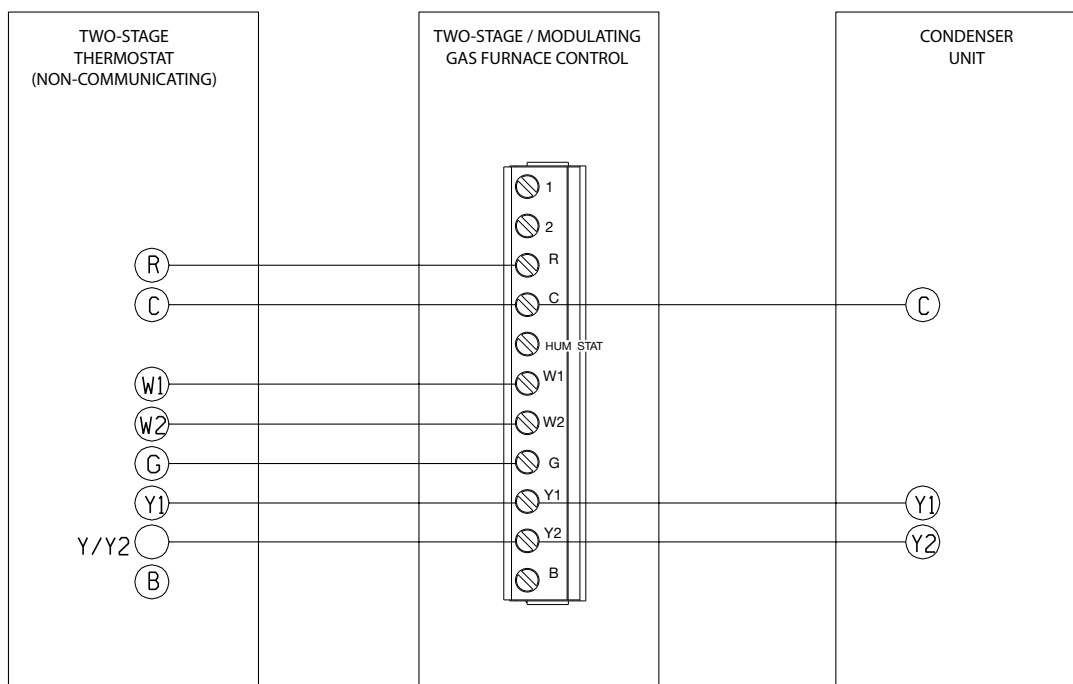 TWO-STAGE
THERMOSTAT
(NON-COMMUNICATING)
TWO-STAGE / MODULATING
GAS FURNACE CONTROL
CONDENSER
UNIT
1
2
R
R
C
C
C
HUM STAT
W1
W1
W2
W2
G
G
Y1
Y1
Y1
Y/Y2
Y2
Y2
B
B